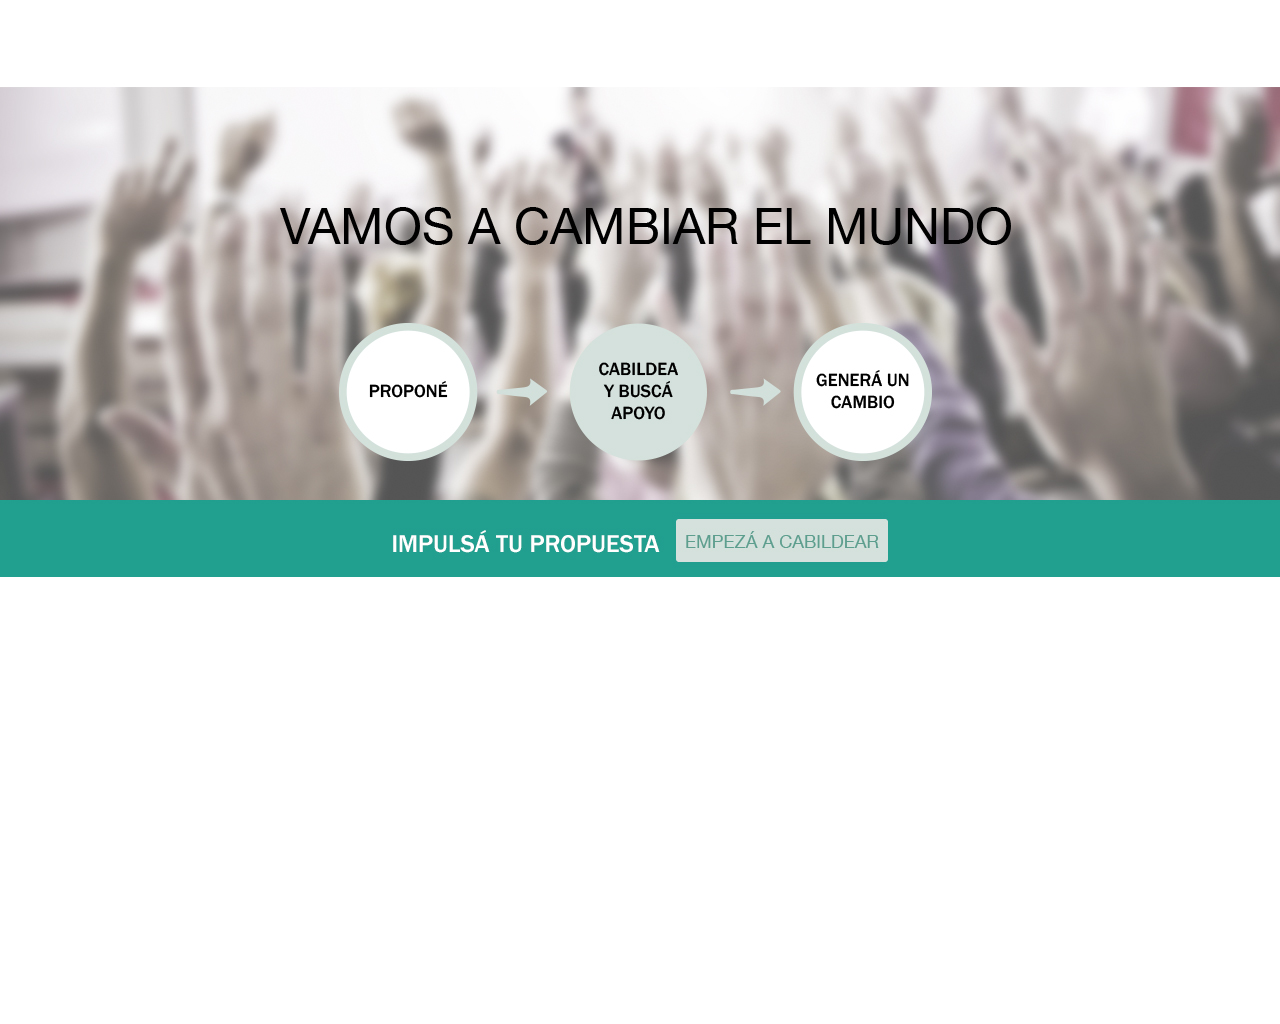 VAMOS A CAMBIAR EL MUNDO
PROPONÉ
CABILDEA
Y BUSCÁ
APOYO
GENERÁ UN
CAMBIO
IMPULSÁ TU PROPUESTA
EMPEZÁ A CABILDEAR